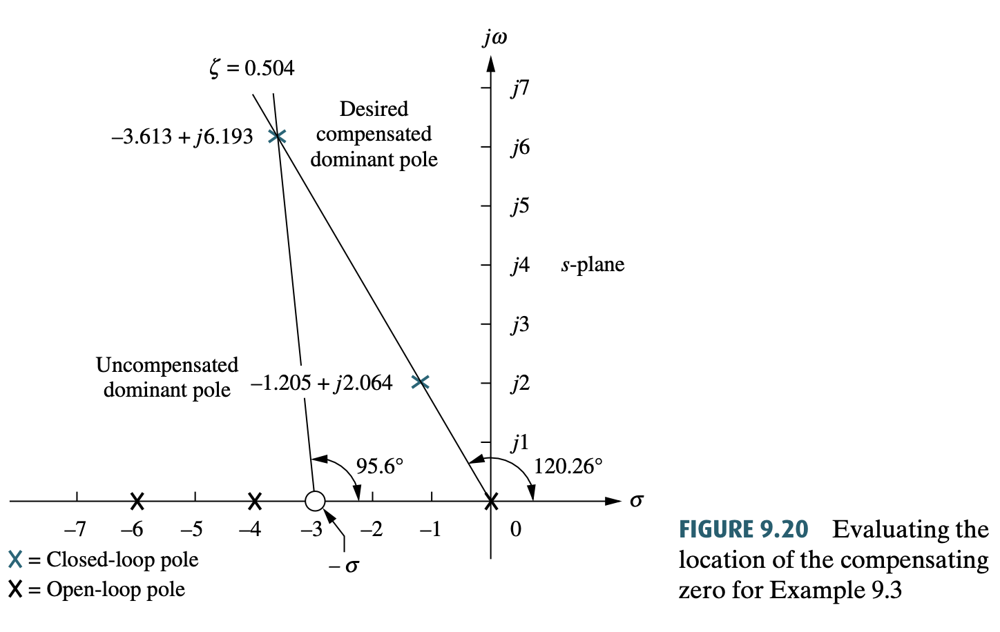 jω
ζ = 0.504
j7
Desired
compensated
dominant pole
–3.613 + j6.193
j6
j5
j4
s-plane
j3
Uncompensated
dominant pole
–1.205 + j2.064
j2
j1
95.6°
120.26°
σ
–7
–6
–5
–4
–3
–2
–1
0
– σ
X = Closed-loop pole
X = Open-loop pole
FIGURE 9.20 Evaluating the
location of the compensating
zero for Example 9.3